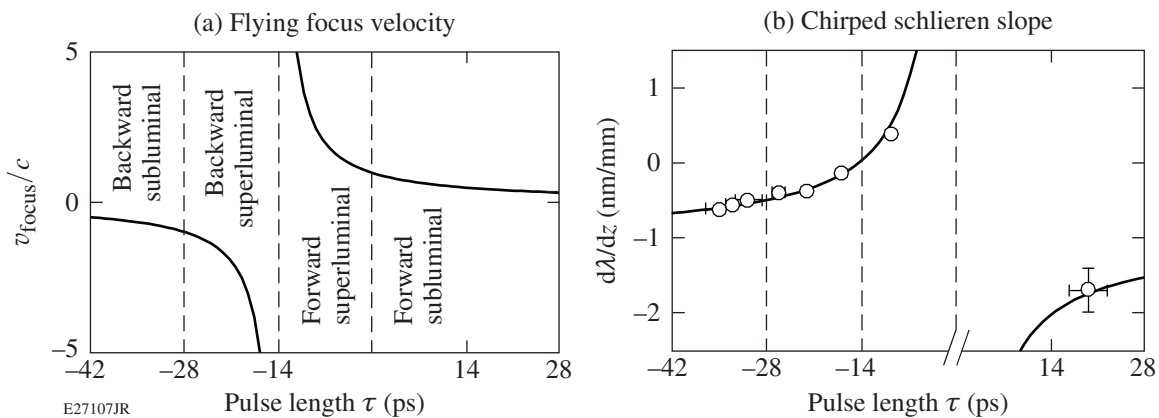 (a) Flying focus velocity
5
0
−5
v_focus/c
Backward
subluminal
Backward
superluminal
Forward
superluminal
Forward
subluminal
−42 −28 −14 14 28
Pulse length τ (ps)
E27107JR
(b) Chirped schlieren slope
1
0
−1
−2
dλ/dz (nm/mm)
−42 −28 −14 14 28
Pulse length τ (ps)